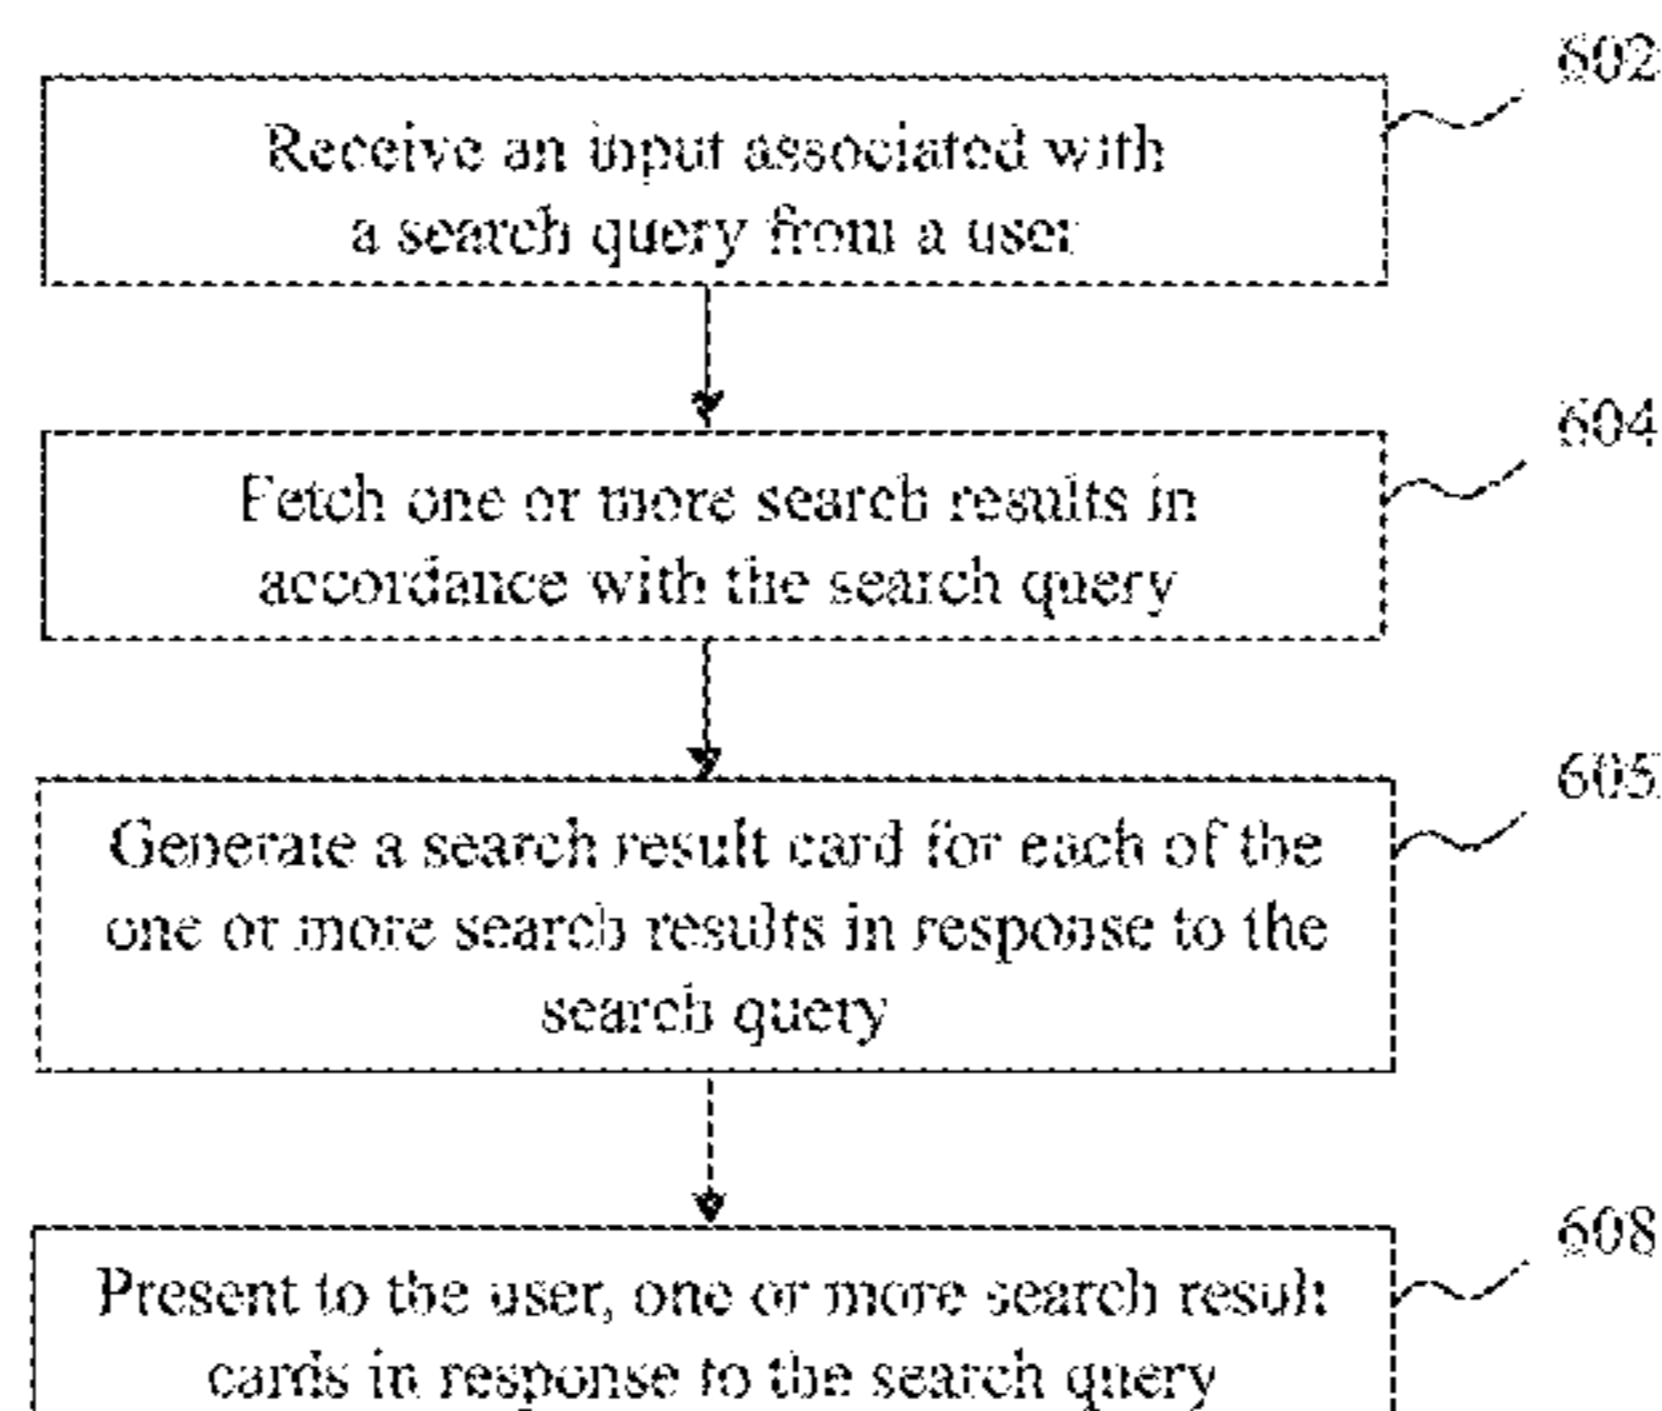 602
Receive an input associated with
a search query from a user
604
Fetch one or more search results in
accordance with the search query
606
Generate a search result card for each of the
one or more search results in response to the
search query
608
Present to the user, one or more search result
cards in response to the search query